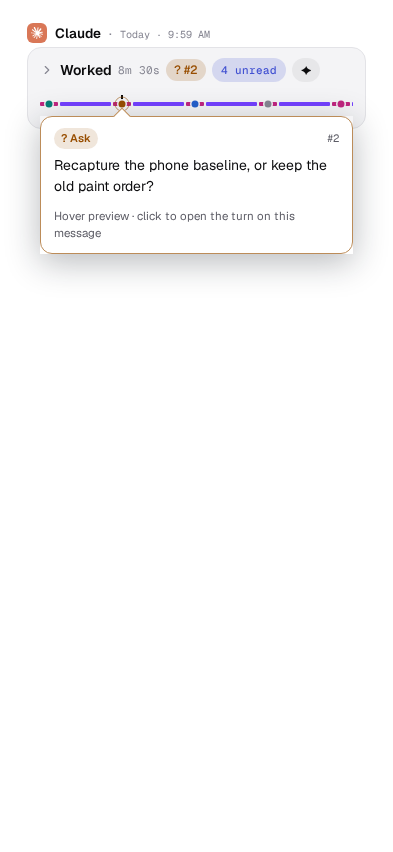 Claude · Today · 9:59 AM
Worked 8m 30s ? #2 4 unread
? Ask #2
Recapture the phone baseline, or keep the
old paint order?
Hover preview · click to open the turn on this
message